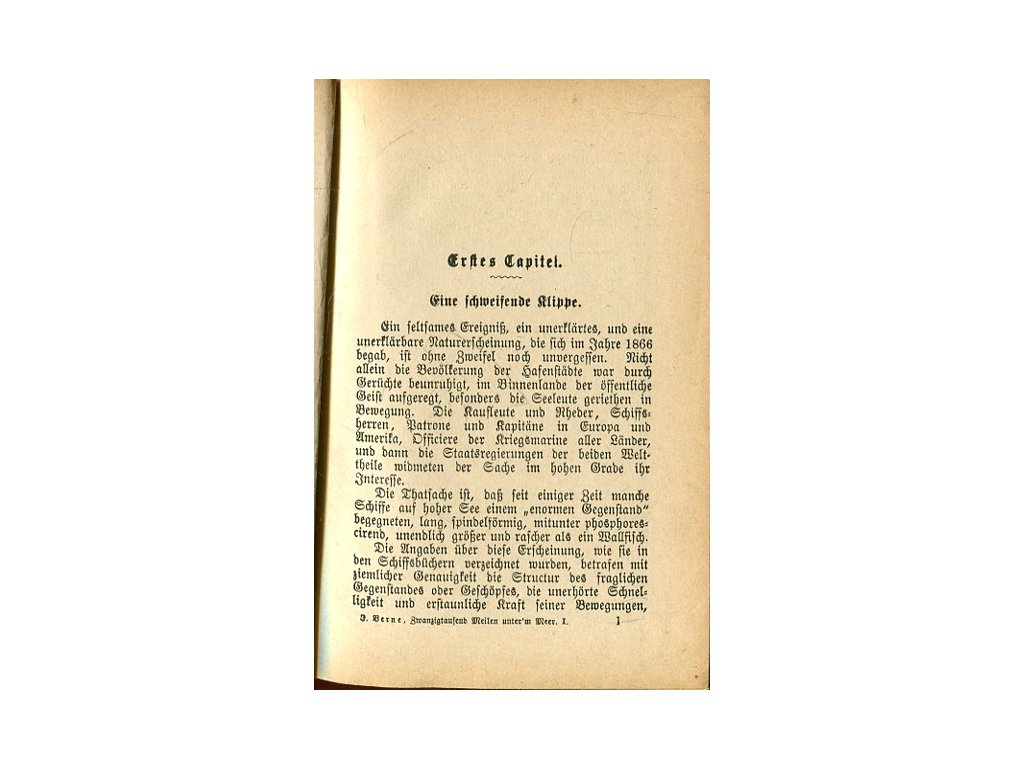 Erstes Capitel.
Eine schweifende Klippe.
Ein seltsames Ereigniß, ein unerklärtes, und eine
unerklärbare Naturerscheinung, die sich im Jahre 1866
begab, ist ohne Zweifel noch unvergessen. Nicht
allein die Bevölkerung der Hafenstädte war durch
Gerüchte beunruhigt, im Binnenlande der öffentliche
Geist aufgeregt, besonders die Seeleute geriethen in
Bewegung. Die Kaufleute und Rheder, Schiffs-
herren, Patrone und Kapitäne in Europa und
Amerika, Officiere der Kriegsmarine aller Länder,
und dann die Staatsregierungen der beiden Welt-
theile widmeten der Sache im hohen Grade ihr
Interesse.
Die Thatsache ist, daß seit einiger Zeit manche
Schiffe auf hoher See einem „enormen Gegenstand“
begegneten, lang, spindelförmig, mitunter phosphores-
cirend, unendlich größer und rascher als ein Wallfisch.
Die Angaben über diese Erscheinung, wie sie in
den Schiffsbüchern verzeichnet wurden, betrafen mit
ziemlicher Genauigkeit die Structur des fraglichen
Gegenstandes oder Geschöpfes, die unerhörte Schnel-
ligkeit und erstaunliche Kraft seiner Bewegungen,
J. Verne, Zwanzigtausend Meilen unter'm Meer. I. 1